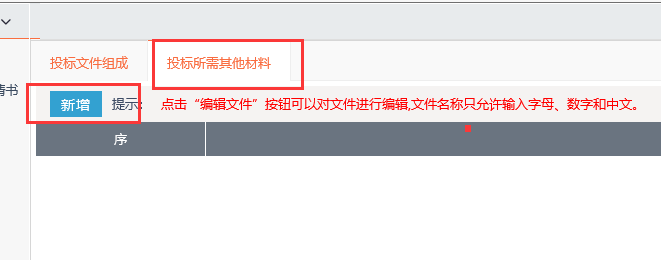 投标文件组成 投标所需其他材料
请书
新增 提示： 点击“编辑文件”按钮可以对文件进行编辑,文件名称只允许输入字母、数字和中文。
序